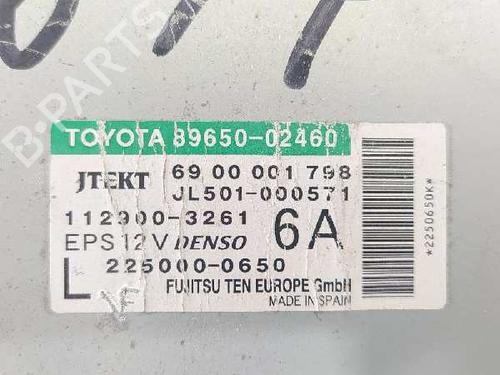 TOYOTA 89650-02460
JTEKT 69 00 001 798
JL501-000571
112900-3261
EPS 12V DENSO 6A
L 225000-0650
FUJITSU TEN EUROPE GmbH
MADE IN SPAIN
*2250650K*
B-PARTS